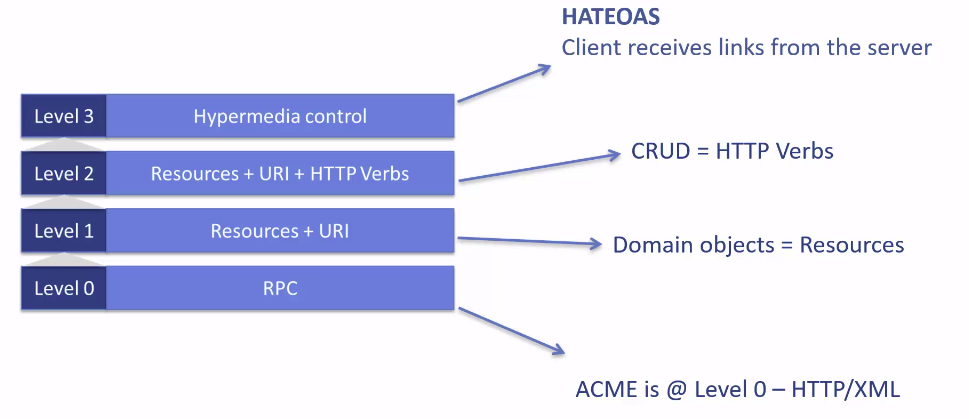 HATEOAS
Client receives links from the server
Level 3 Hypermedia control
Level 2 Resources + URI + HTTP Verbs
CRUD = HTTP Verbs
Level 1 Resources + URI
Domain objects = Resources
Level 0 RPC
ACME is @ Level 0 – HTTP/XML